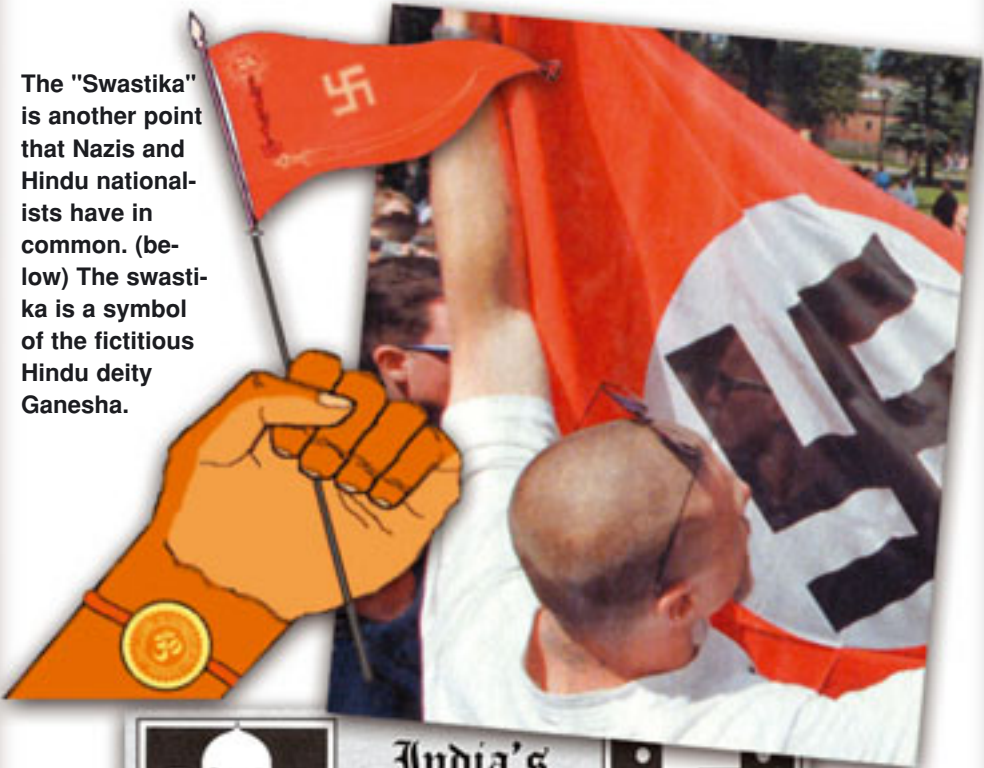 The "Swastika"
is another point
that Nazis and
Hindu national-
ists have in
common. (be-
low) The swasti-
ka is a symbol
of the fictitious
Hindu deity
Ganesha.
ॐ
India's